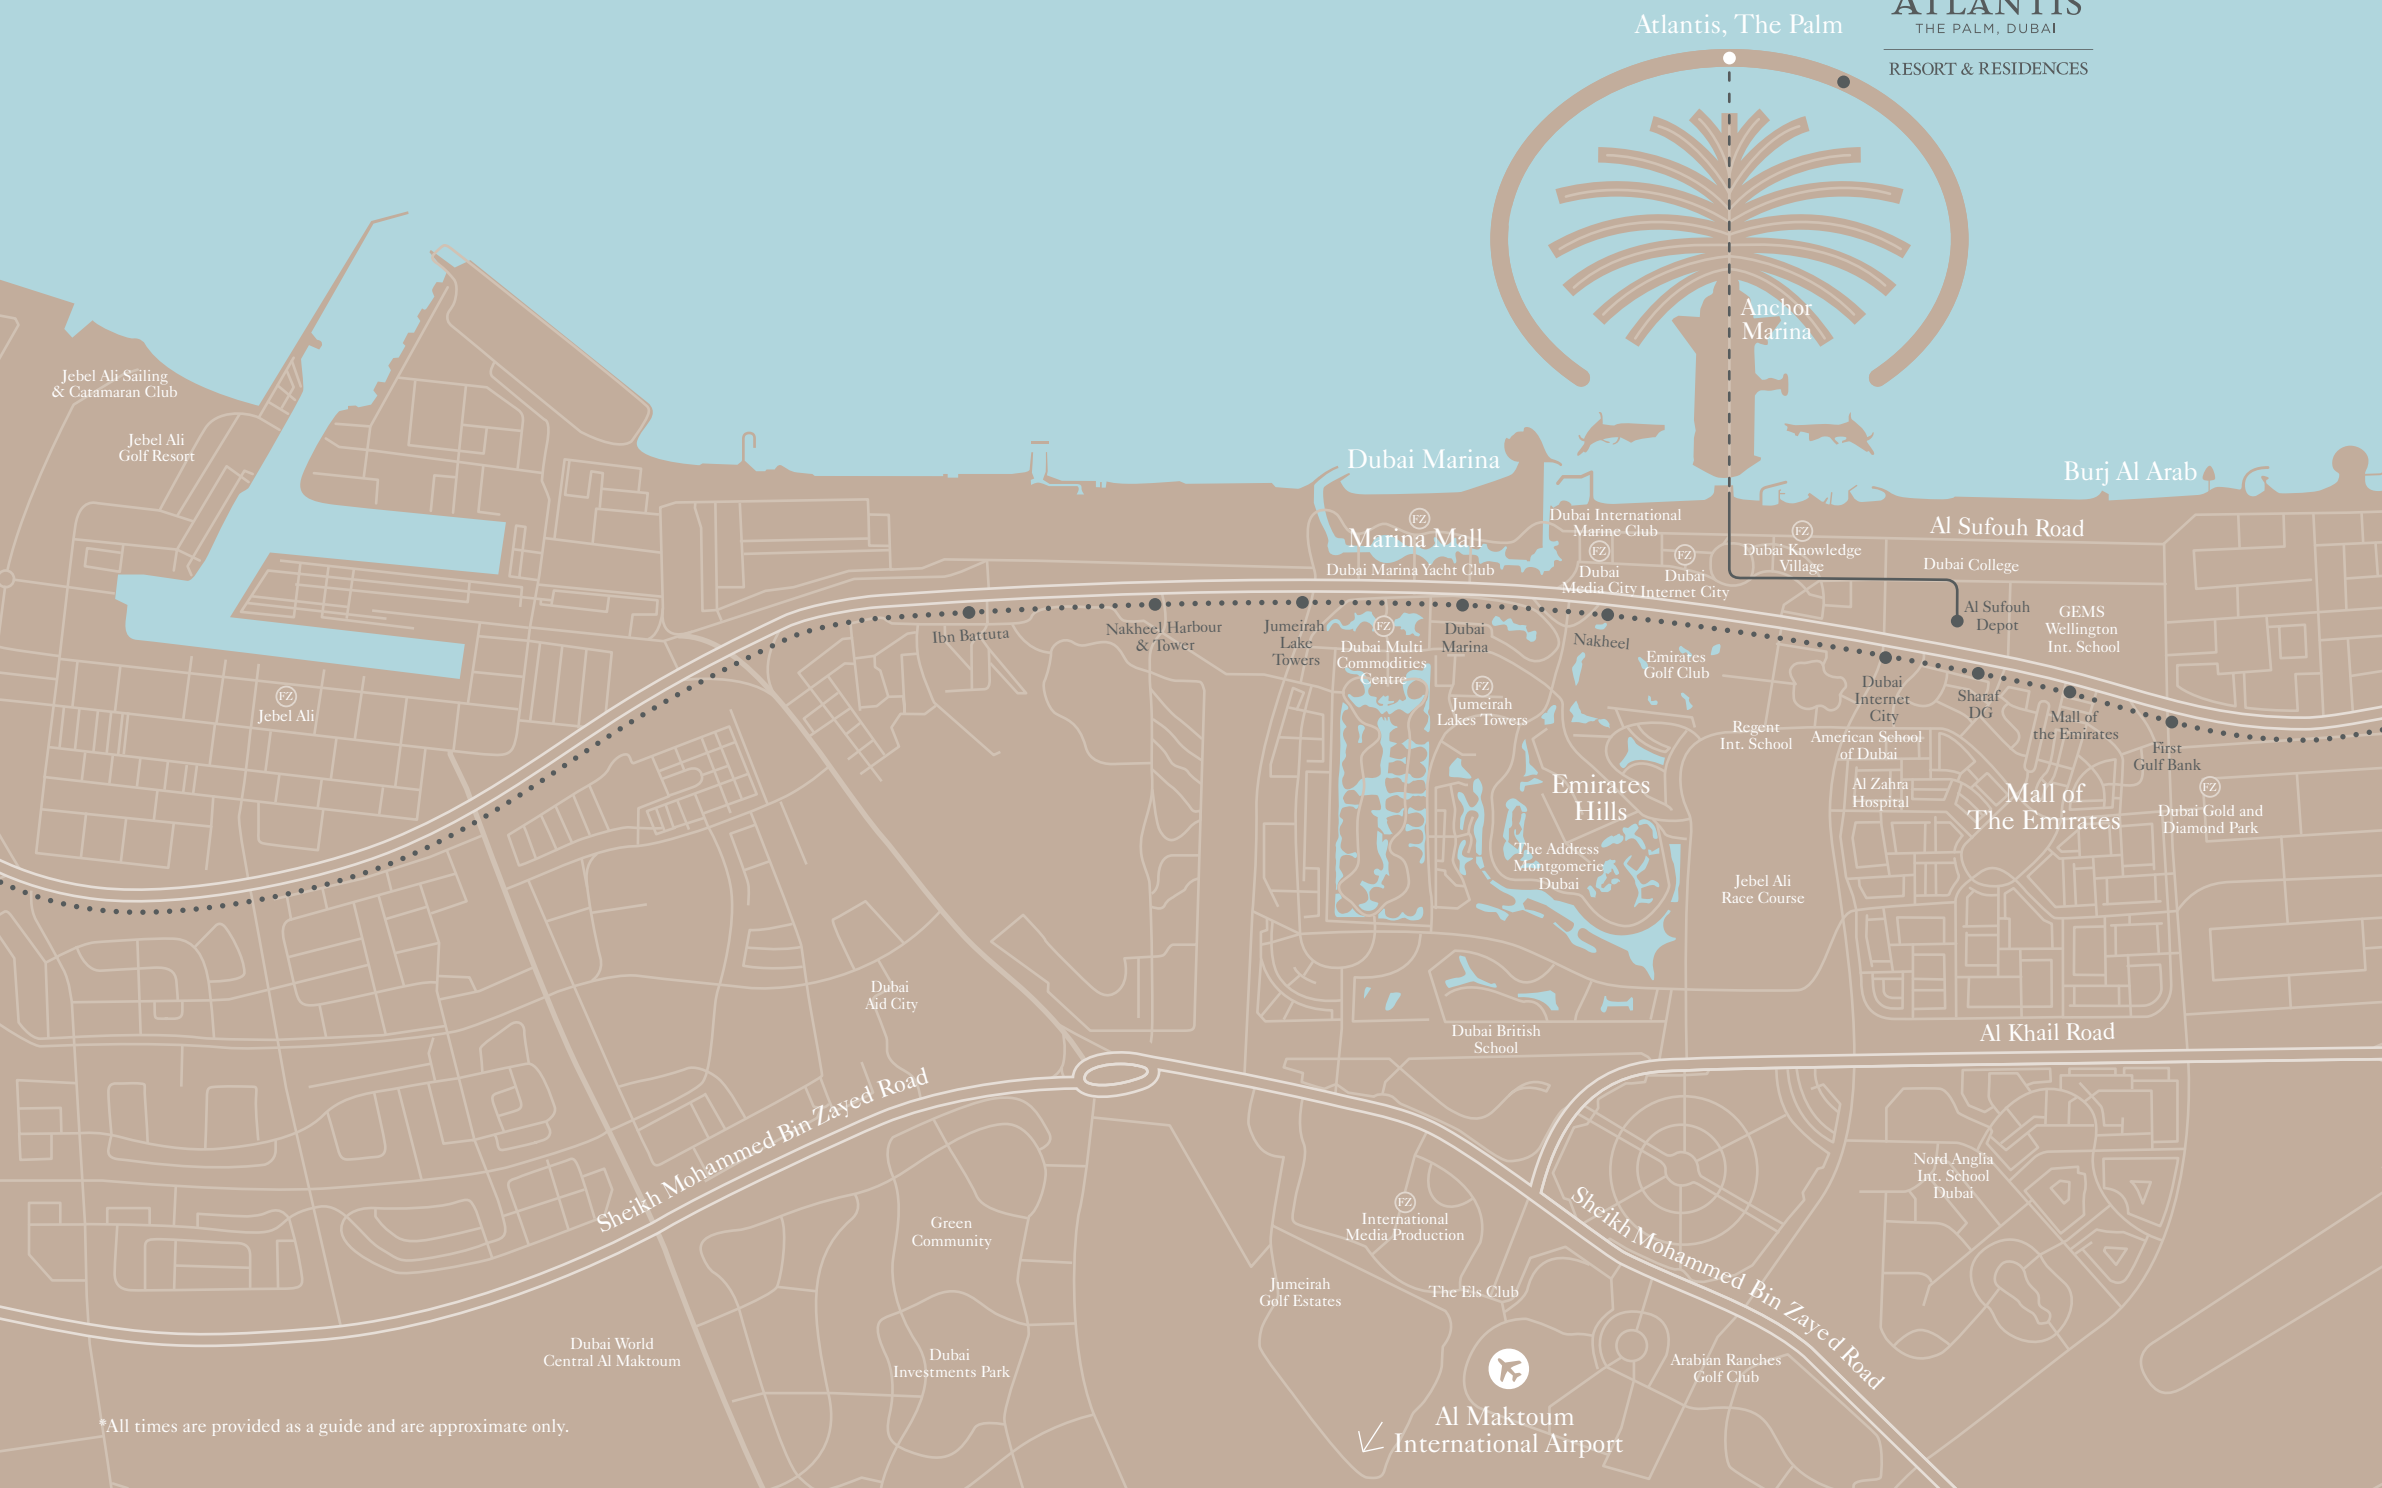 ATLANTIS
THE PALM, DUBAI
RESORT & RESIDENCES
Atlantis, The Palm
Anchor
Marina
Jebel Ali Sailing
& Catamaran Club
Jebel Ali
Golf Resort
Dubai Marina
Burj Al Arab
FZ
Marina Mall
Dubai Marina Yacht Club
Dubai International
Marine Club
FZ
Dubai
Media City
FZ
Dubai
Internet City
FZ
Dubai Knowledge
Village
Al Sufouh Road
Dubai College
Al Sufouh
Depot
GEMS
Wellington
Int. School
Ibn Battuta
Nakheel Harbour
& Tower
Jumeirah
Lake
Towers
FZ
Dubai Multi
Commodities
Centre
Dubai
Marina
Nakheel
Emirates
Golf Club
FZ
Jumeirah
Lakes Towers
FZ
Jebel Ali
Dubai
Internet
City
Sharaf
DG
Mall of
the Emirates
First
Gulf Bank
Regent
Int. School
American School
of Dubai
Al Zahra
Hospital
Emirates
Hills
Mall of
The Emirates
FZ
Dubai Gold and
Diamond Park
The Address
Montgomerie
Dubai
Jebel Ali
Race Course
Dubai
Aid City
Dubai British
School
Al Khail Road
Sheikh Mohammed Bin Zayed Road
Nord Anglia
Int. School
Dubai
FZ
International
Media Production
Green
Community
Sheikh Mohammed Bin Zayed Road
Jumeirah
Golf Estates
The Els Club
Dubai World
Central Al Maktoum
Dubai
Investments Park
Arabian Ranches
Golf Club
Al Maktoum
International Airport
*All times are provided as a guide and are approximate only.